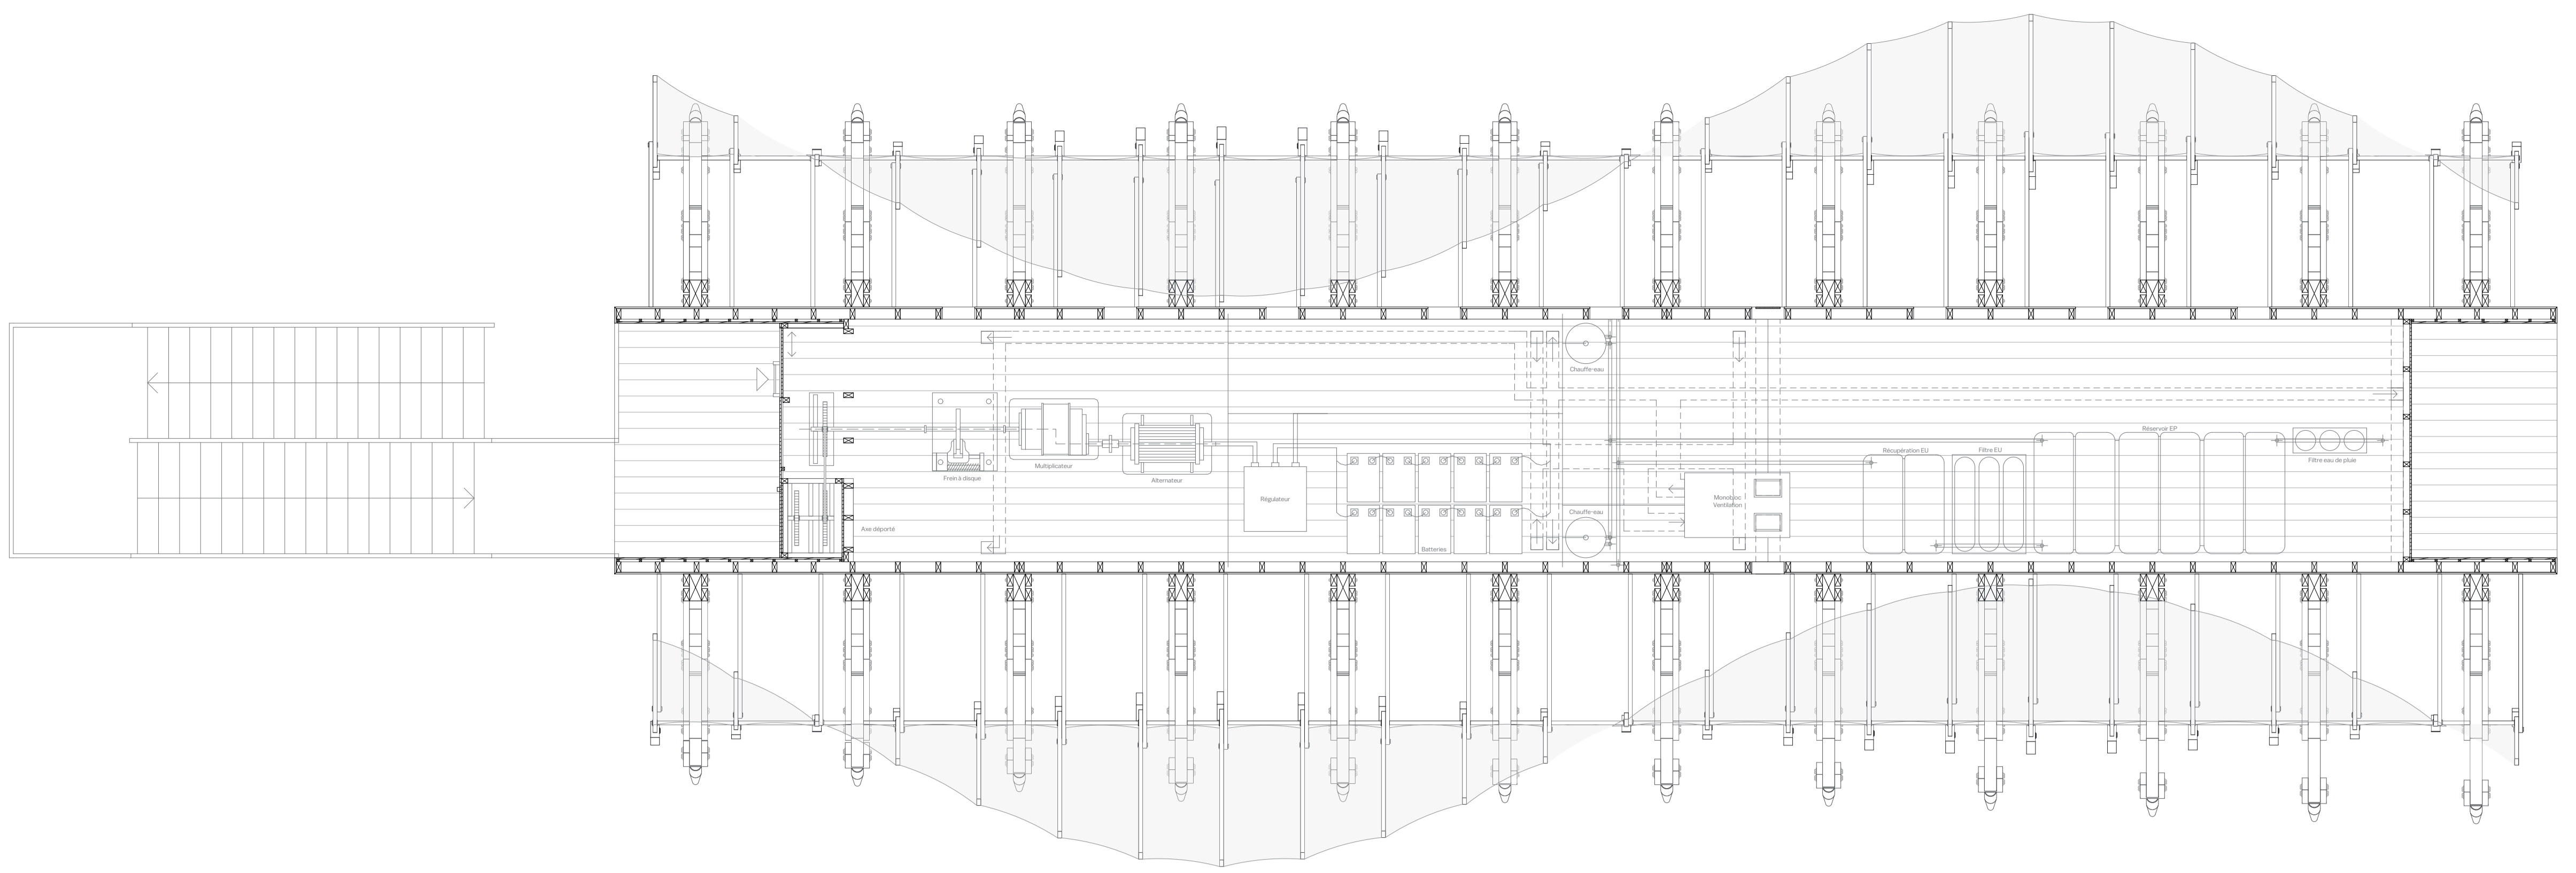 Chauffe-eau
Réservoir EP
Récupération EU
Filtre EU
Filtre eau de pluie
Multiplicateur
Frein à disque
Alternateur
Régulateur
Monobloc
Ventilation
Chauffe-eau
Axe déporté
Batteries